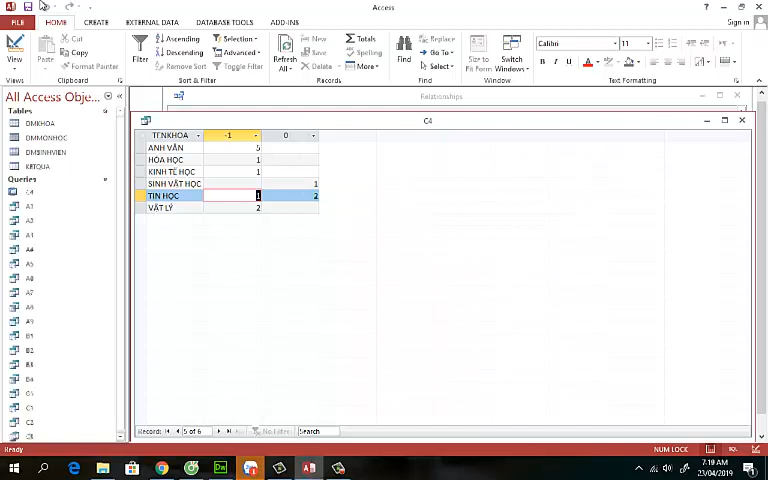 Access
Sign in
FILE HOME CREATE EXTERNAL DATA DATABASE TOOLS ADD-INS
View
Views
Paste
Cut
Copy
Format Painter
Clipboard
Filter
Ascending
Descending
Remove Sort
Selection
Advanced
Toggle Filter
Sort & Filter
Refresh All
New
Save
Delete
Totals
Spelling
More
Records
Find
Go To
Select
Find
Size to Fit Form
Switch Windows
Window
Calibri 11
B I U A
Text Formatting
All Access Obje...
Tables
DMKHOA
DMMONHOC
DMSINHVIEN
KETQUA
Queries
C4
A1
A2
A3
A4
A5
A6
A7
A8
A9
B1
B2
B3
B4
C1
C2
C3
Relationships
C4
TENKHOA -1 0
ANH VĂN 5
HÓA HỌC 1
KINH TẾ HỌC 1
SINH VẬT HỌC 1
TIN HỌC 1 2
VẬT LÝ 2
Record: 5 of 6 No Filter Search
Ready
NUM LOCK
SQL
7:19 AM
23/04/2019